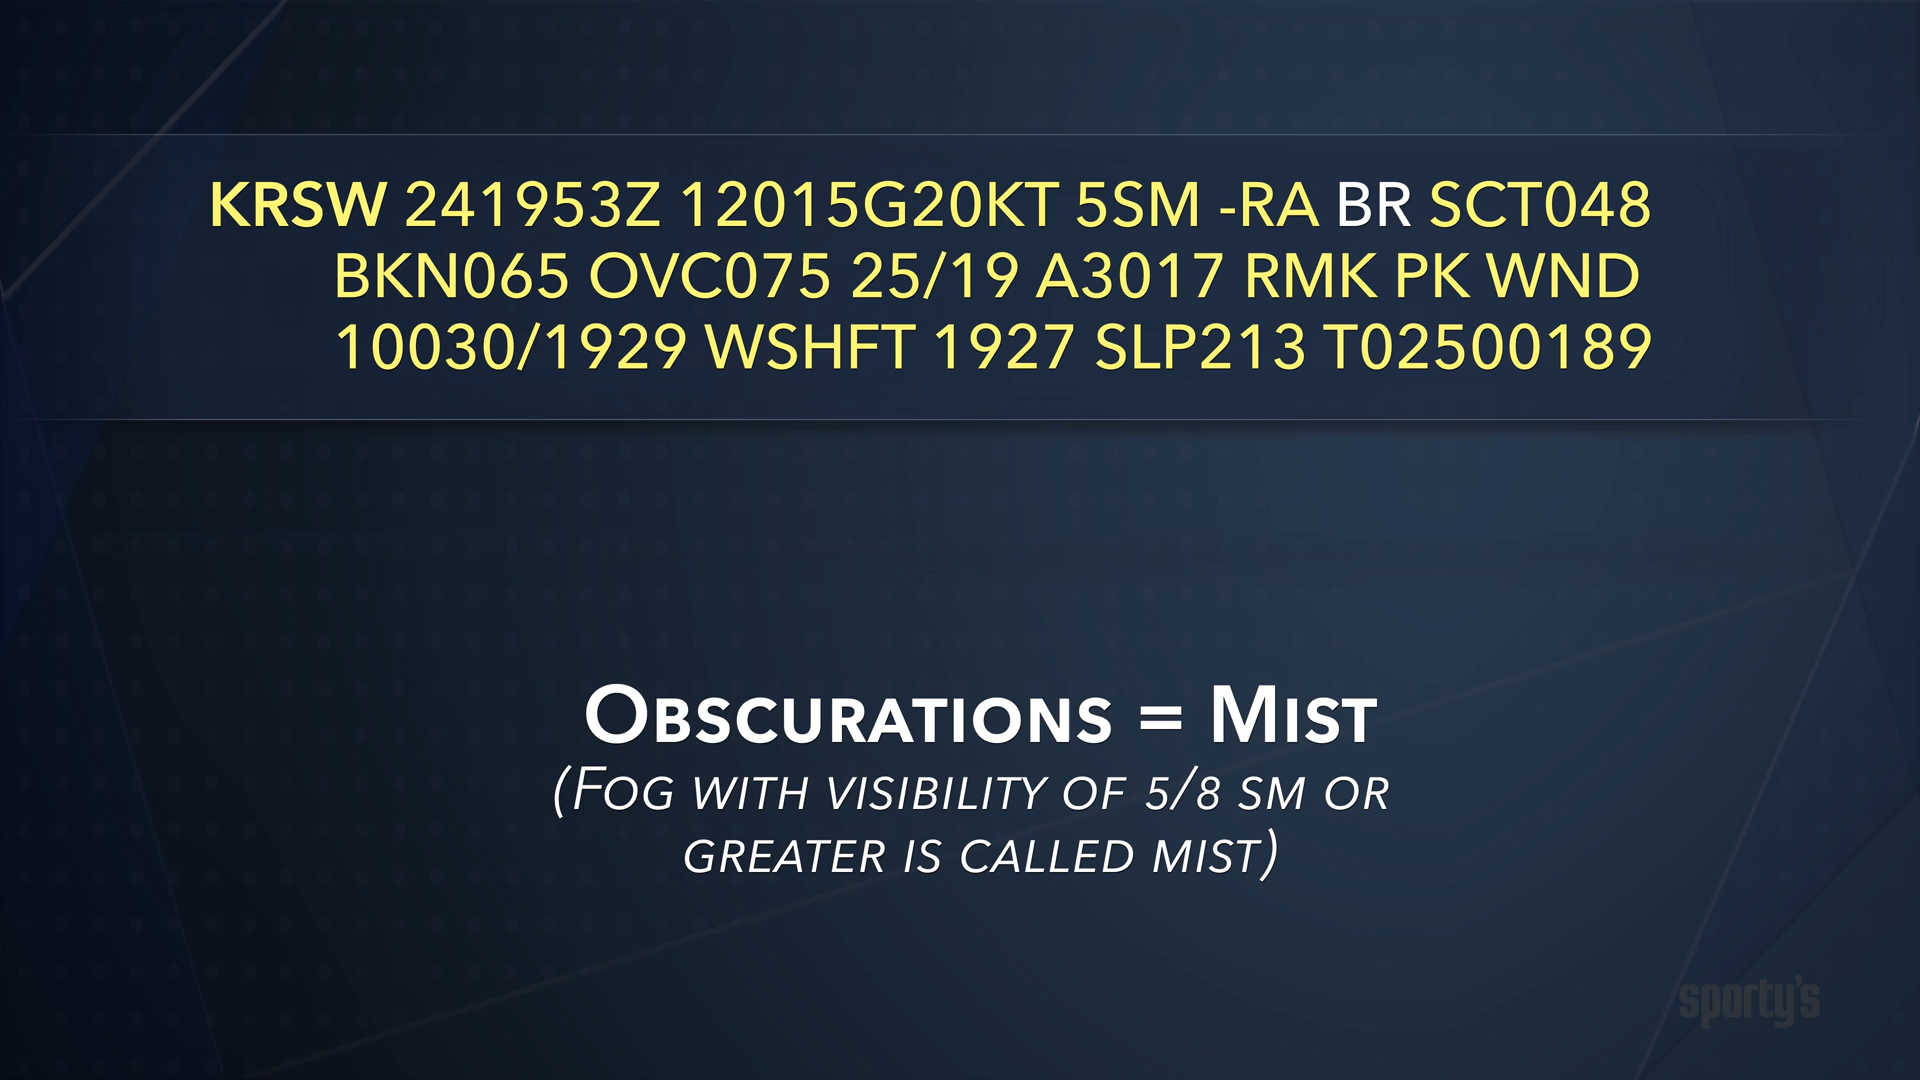 KRSW 241953Z 12015G20KT 5SM -RA BR SCT048
BKN065 OVC075 25/19 A3017 RMK PK WND
10030/1929 WSHFT 1927 SLP213 T02500189
OBSCURATIONS = MIST
(FOG WITH VISIBILITY OF 5/8 SM OR
GREATER IS CALLED MIST)
sporty's